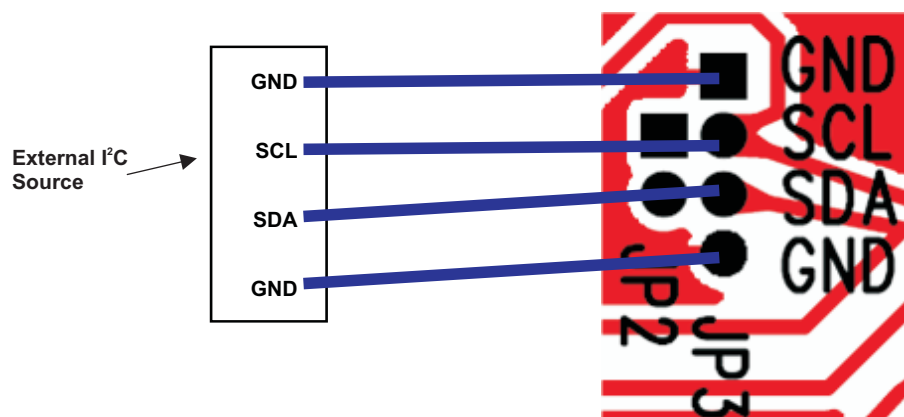 External I²C
Source
GND
SCL
SDA
GND
GND
SCL
SDA
GND
JP2
JP3